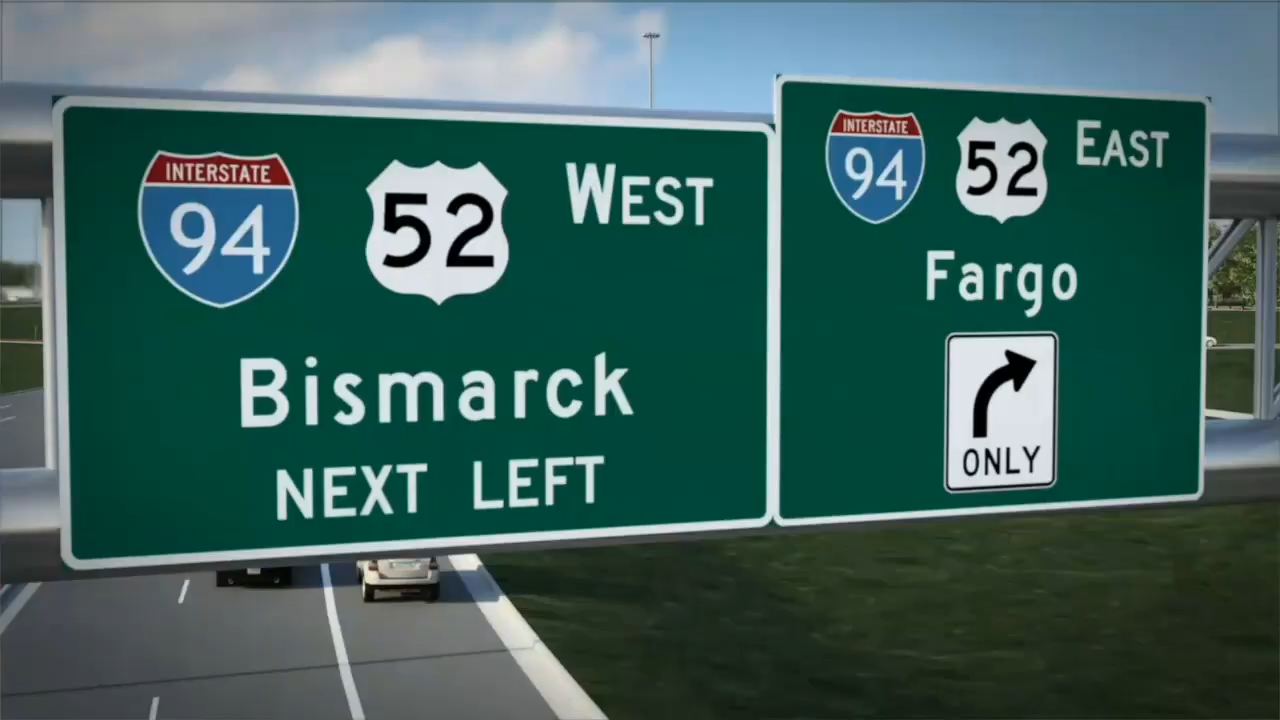 INTERSTATE
94
52
WEST
Bismarck
NEXT LEFT
INTERSTATE
94
52
EAST
Fargo
ONLY